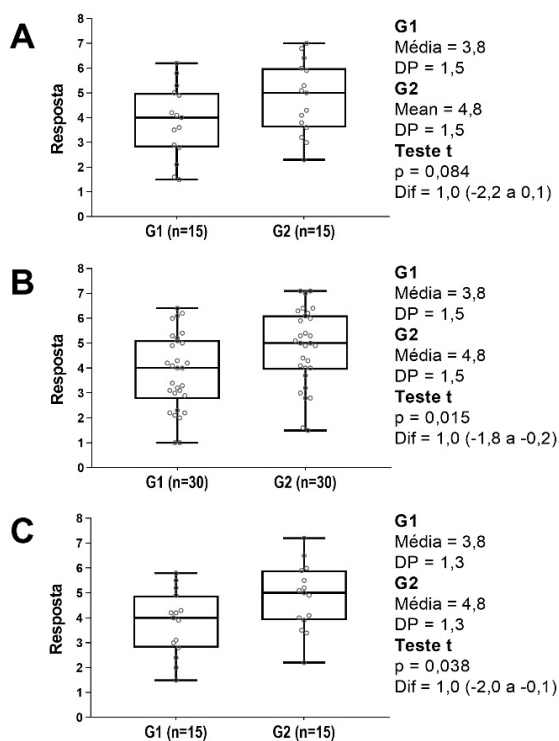 A
Resposta
8
7
6
5
4
3
2
1
0
G1 (n=15)
G2 (n=15)
G1
Média = 3,8
DP = 1,5
G2
Mean = 4,8
DP = 1,5
Teste t
p = 0,084
Dif = 1,0 (-2,2 a 0,1)
B
Resposta
8
7
6
5
4
3
2
1
0
G1 (n=30)
G2 (n=30)
G1
Média = 3,8
DP = 1,5
G2
Média = 4,8
DP = 1,5
Teste t
p = 0,015
Dif = 1,0 (-1,8 a -0,2)
C
Resposta
8
7
6
5
4
3
2
1
0
G1 (n=15)
G2 (n=15)
G1
Média = 3,8
DP = 1,3
G2
Média = 4,8
DP = 1,3
Teste t
p = 0,038
Dif = 1,0 (-2,0 a -0,1)